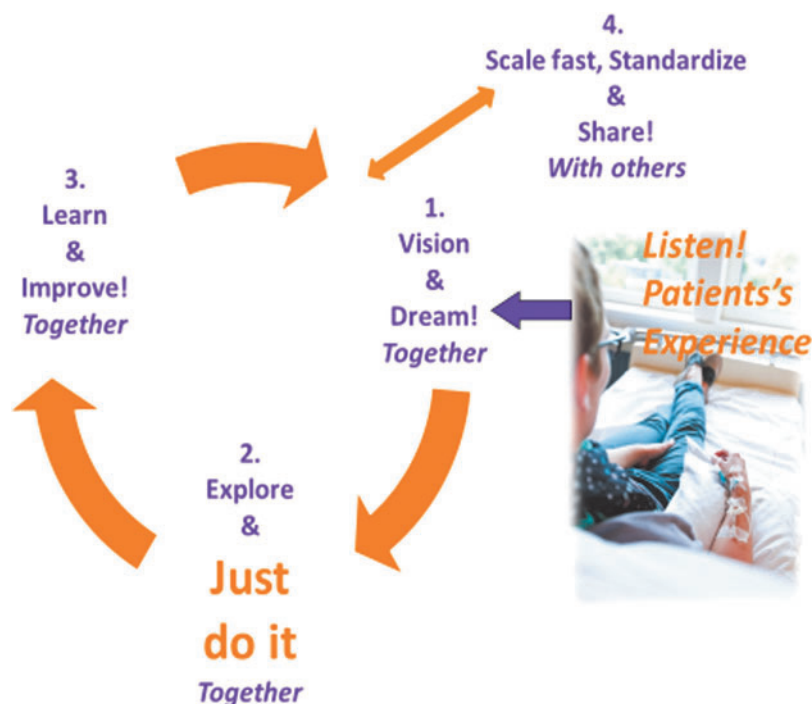 4.
Scale fast, Standardize
&
Share!
With others
3.
Learn
&
Improve!
Together
1.
Vision
&
Dream!
Together
Listen!
Patients's
Experience
2.
Explore
&
Just
do it
Together